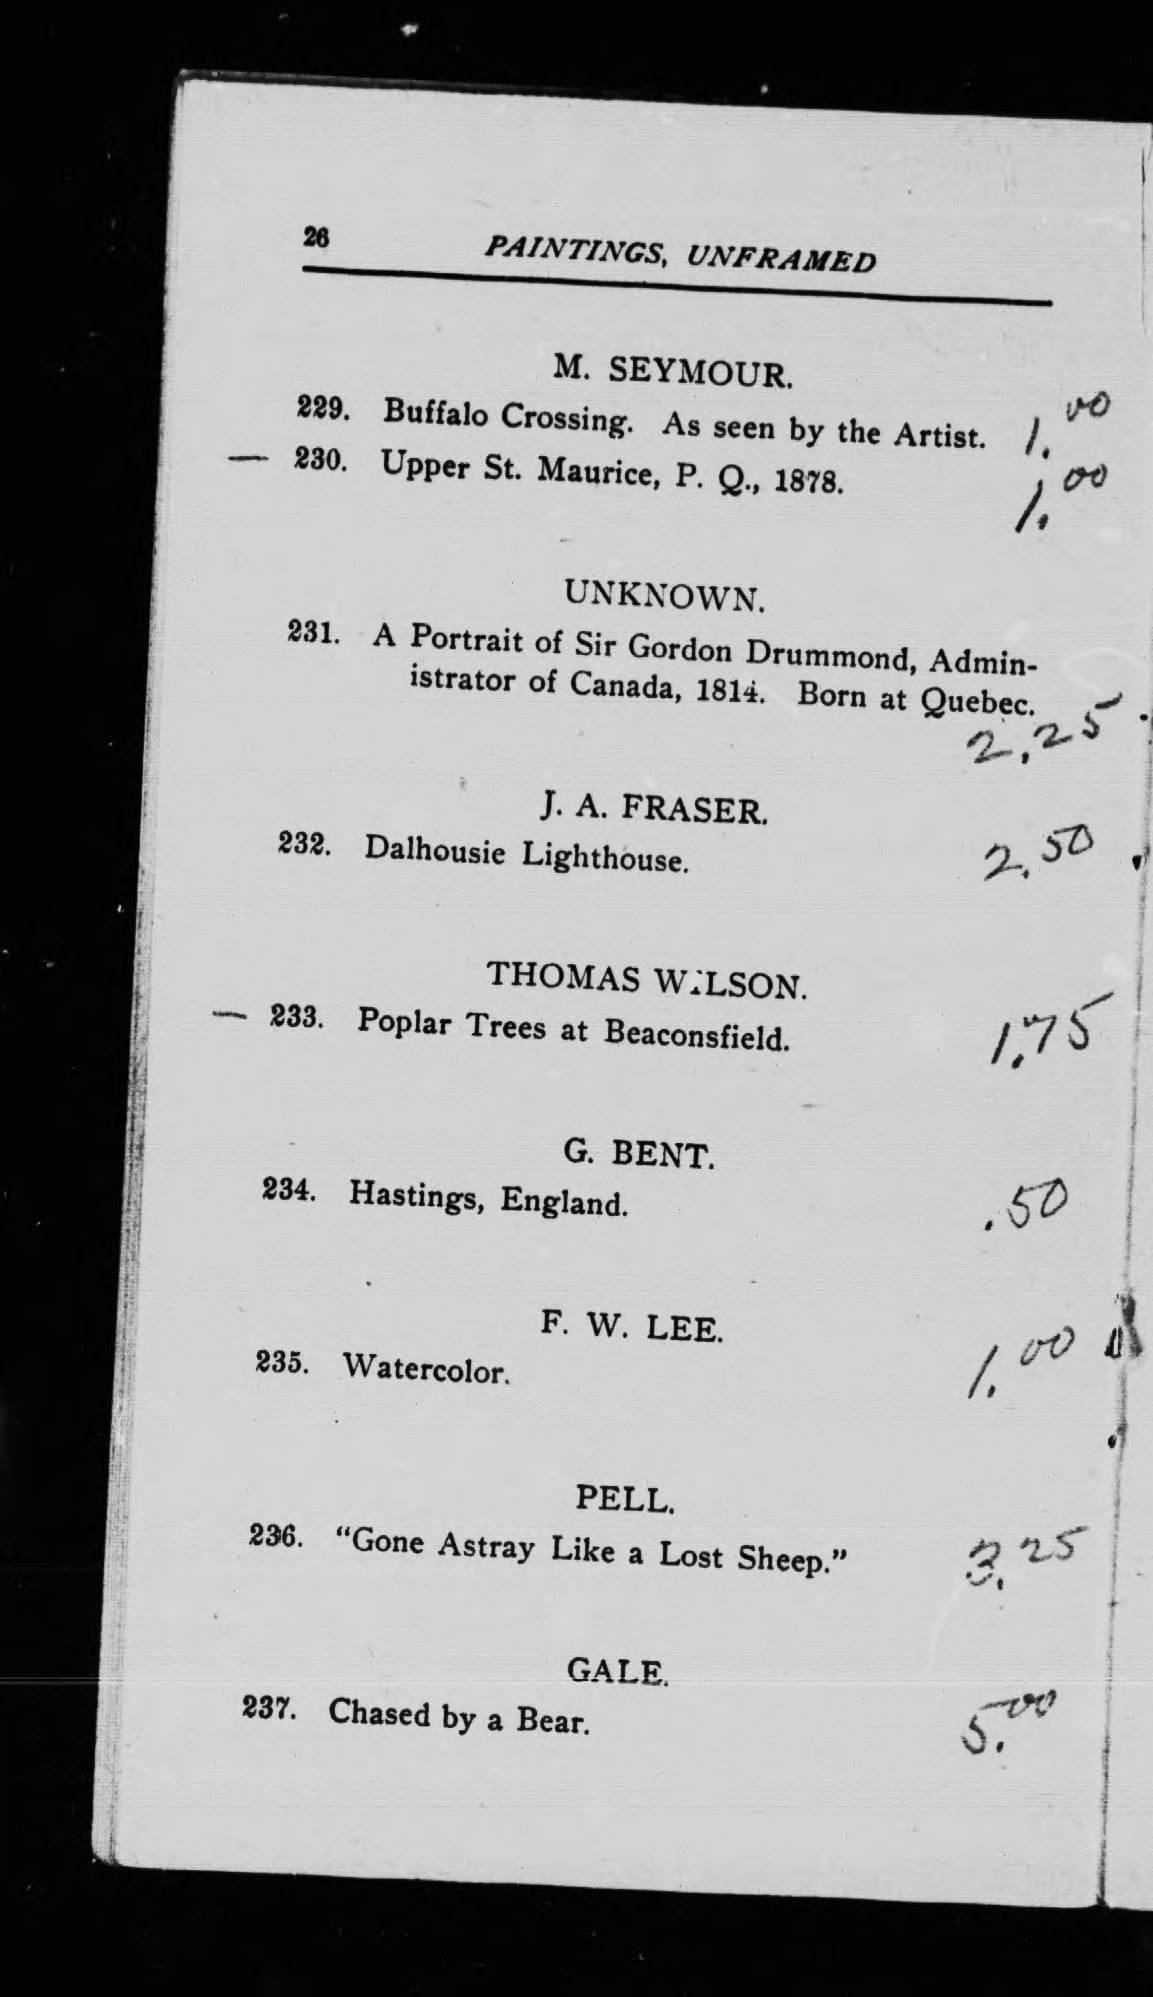 26 PAINTINGS, UNFRAMED
M. SEYMOUR.
229. Buffalo Crossing. As seen by the Artist. 1.00
— 230. Upper St. Maurice, P. Q., 1878. 1.00
UNKNOWN.
231. A Portrait of Sir Gordon Drummond, Admin-
istrator of Canada, 1814. Born at Quebec.
2.25
J. A. FRASER.
232. Dalhousie Lighthouse. 2.50
THOMAS WILSON.
— 233. Poplar Trees at Beaconsfield. 1.75
G. BENT.
234. Hastings, England. .50
F. W. LEE.
235. Watercolor. 1.00
PELL.
236. "Gone Astray Like a Lost Sheep." 3.25
GALE.
237. Chased by a Bear. 5.00